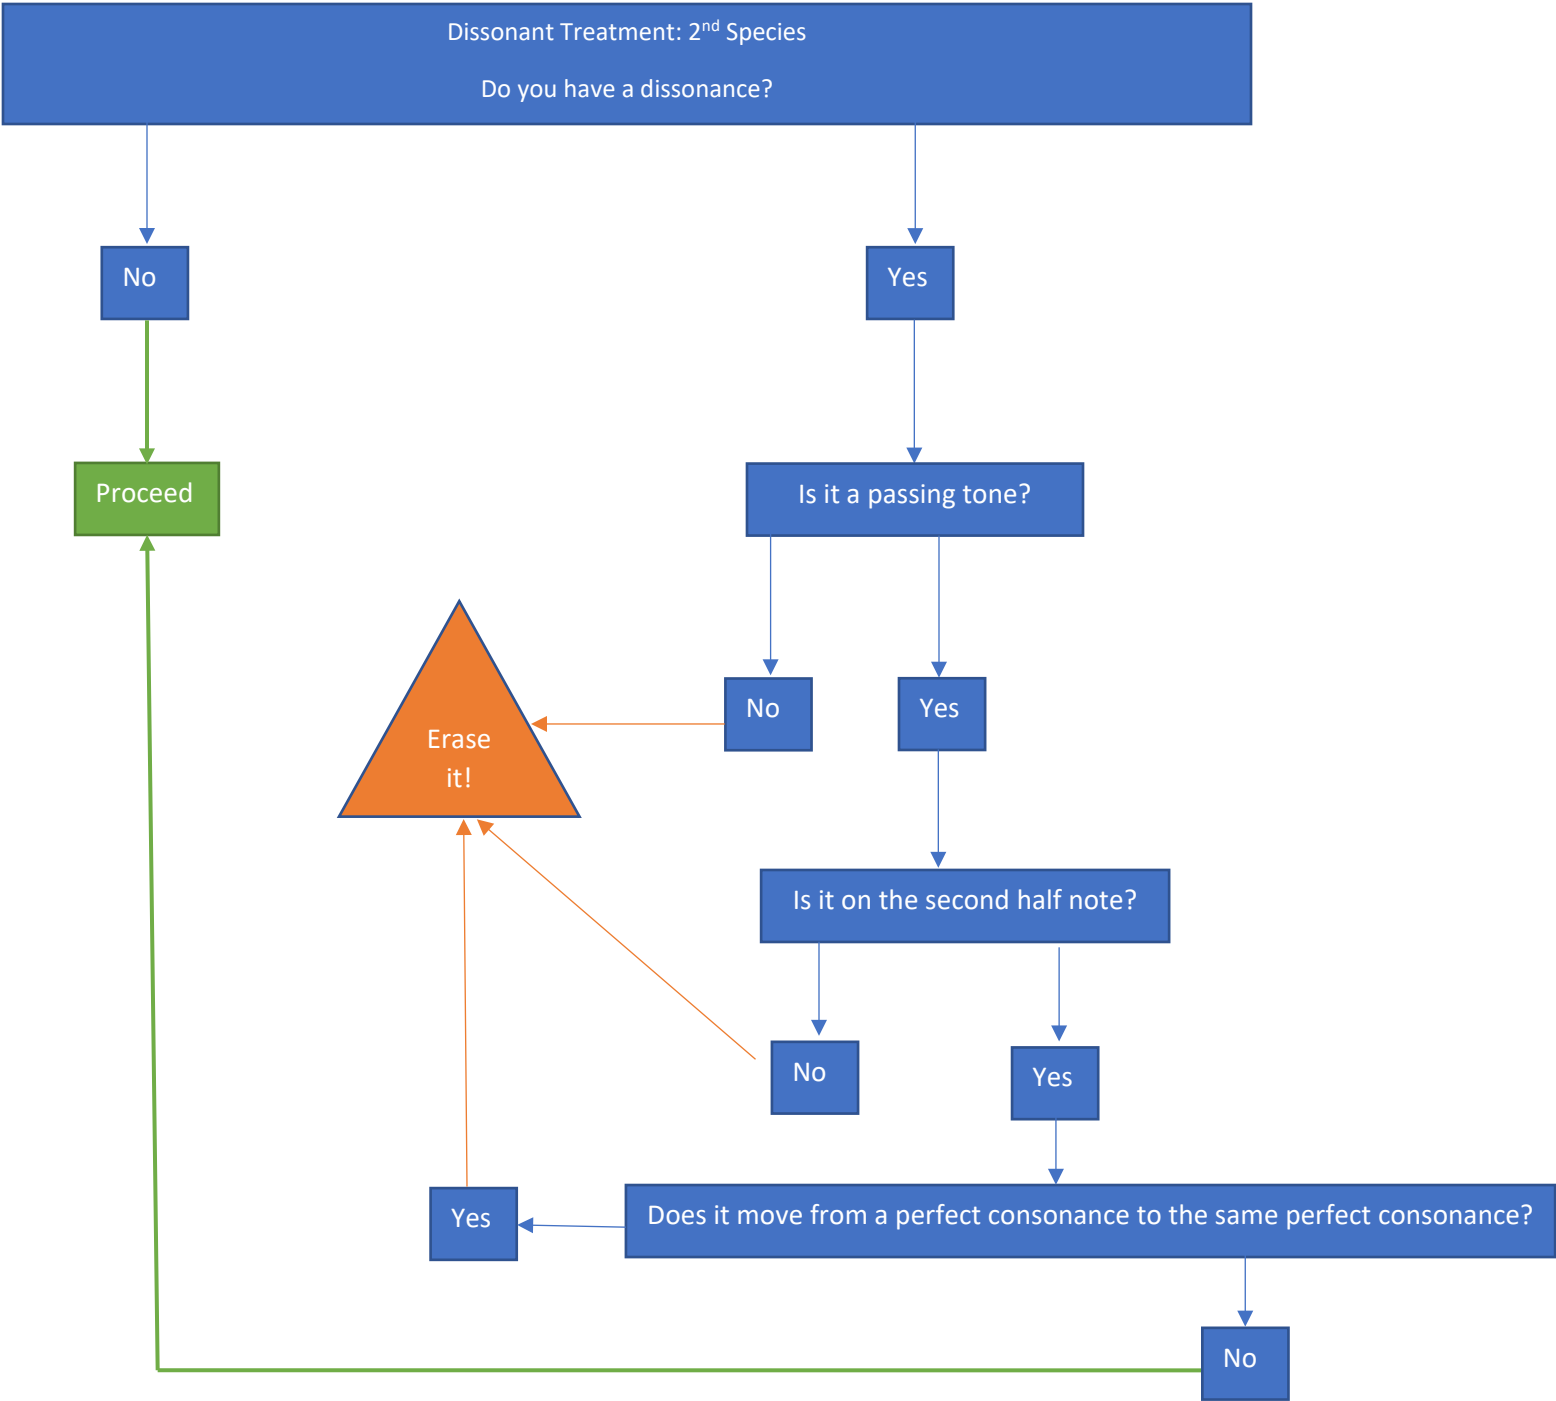 Dissonant Treatment: 2nd Species
Do you have a dissonance?
No
Yes
Proceed
Is it a passing tone?
Erase
it!
No
Yes
Is it on the second half note?
No
Yes
Yes
Does it move from a perfect consonance to the same perfect consonance?
No